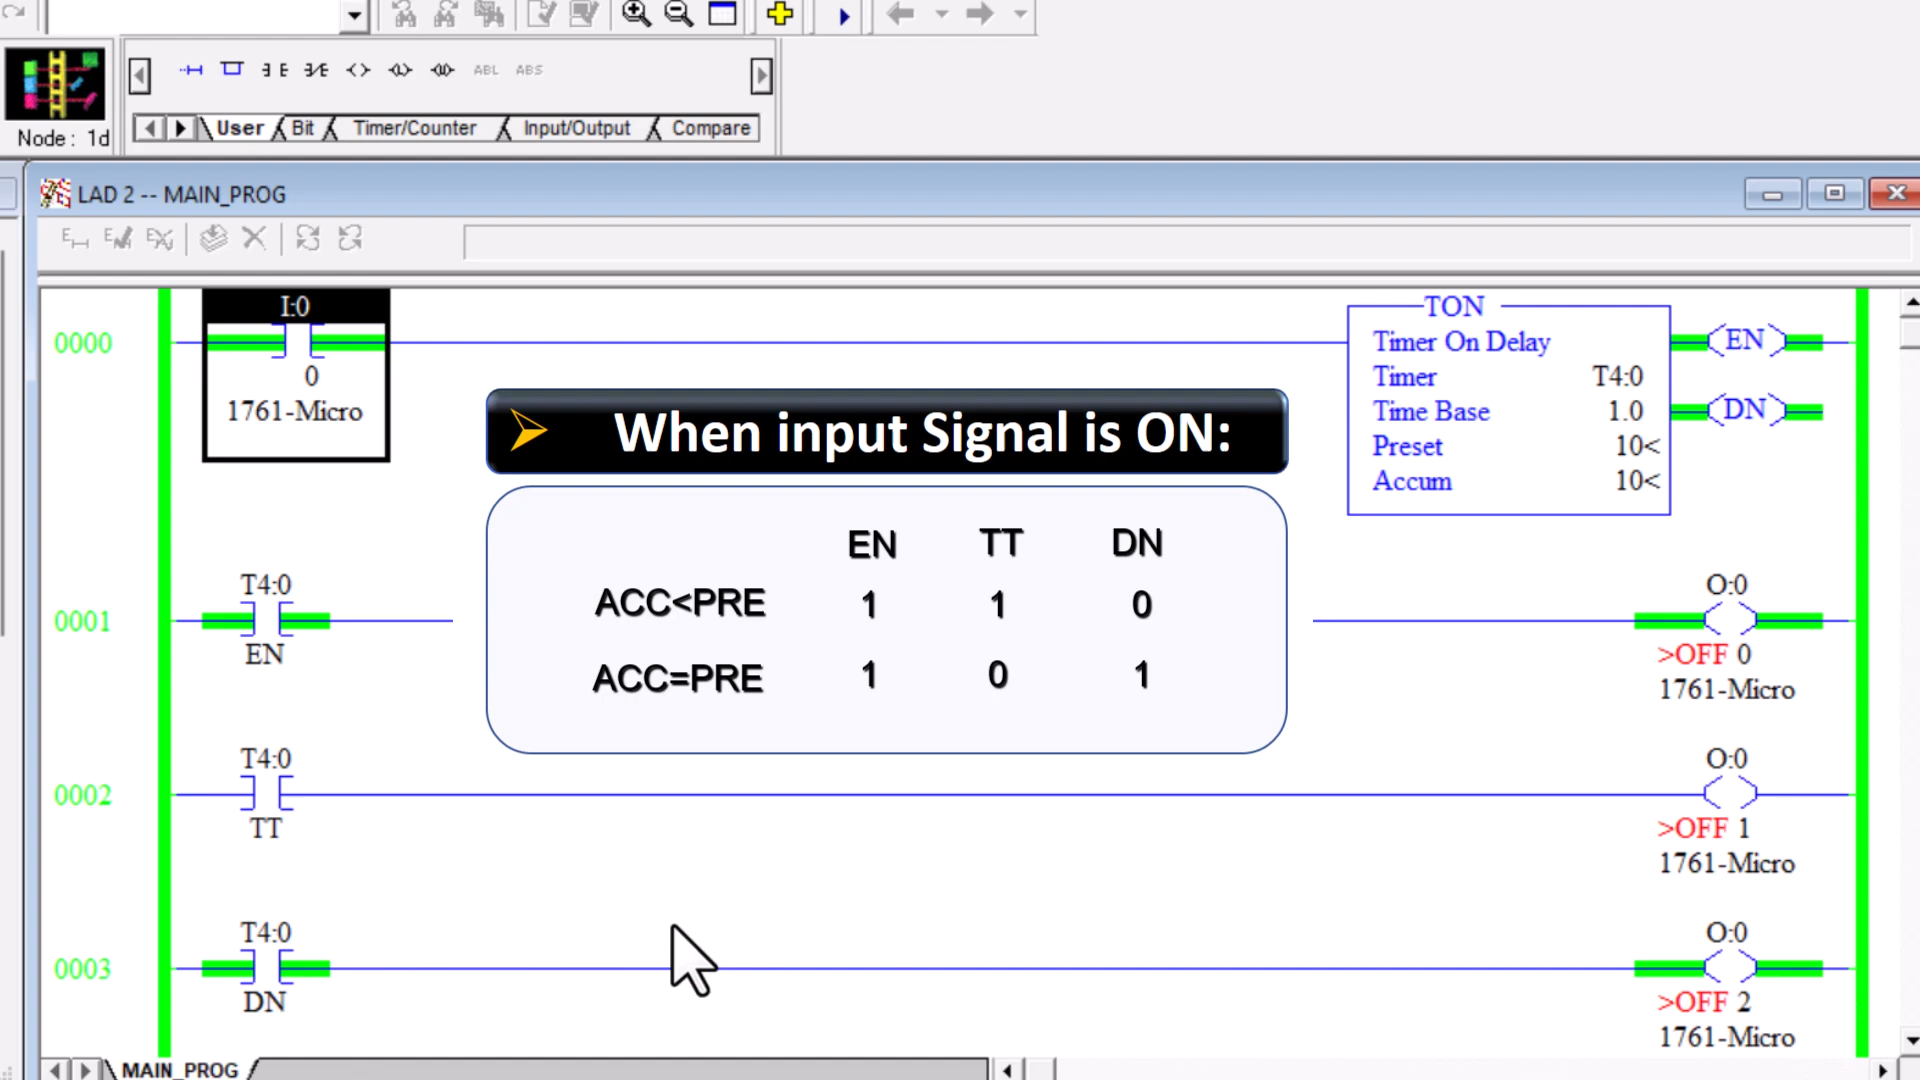 ABL ABS
Node : 1d
User Bit Timer/Counter Input/Output Compare
LAD 2 -- MAIN_PROG
0000
I:0
0
1761-Micro
TON
Timer On Delay
Timer T4:0
Time Base 1.0
Preset 10<
Accum 10<
EN
DN
When input Signal is ON:
EN TT DN
ACC<PRE 1 1 0
ACC=PRE 1 0 1
0001
T4:0
EN
O:0
>OFF 0
1761-Micro
0002
T4:0
TT
O:0
>OFF 1
1761-Micro
0003
T4:0
DN
O:0
>OFF 2
1761-Micro
MAIN_PROG